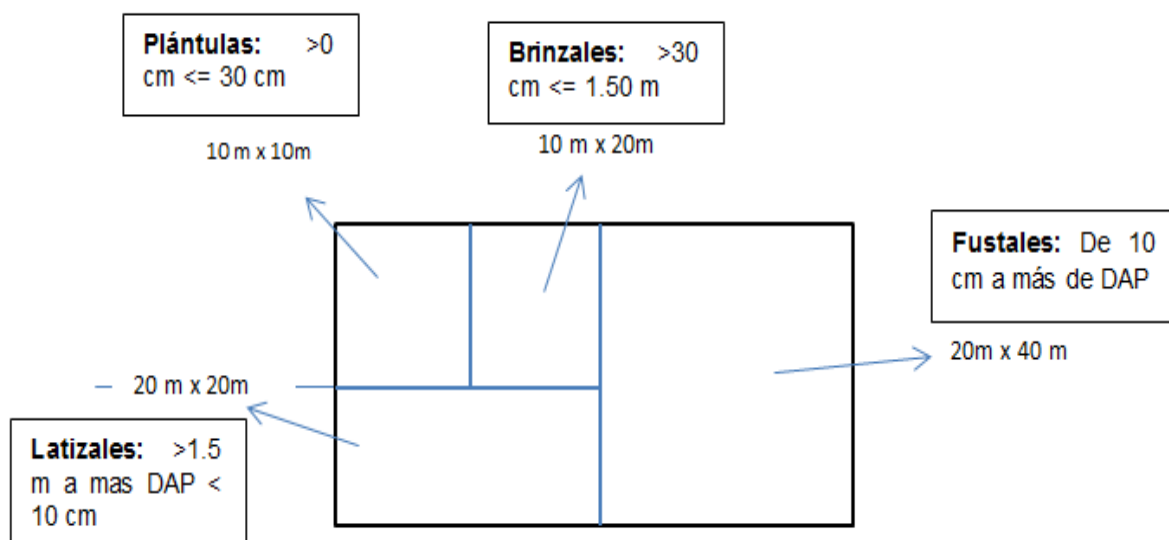 Plántulas: >0
cm <= 30 cm
10 m x 10m
Brinzales: >30
cm <= 1.50 m
10 m x 20m
Fustales: De 10
cm a más de DAP
20m x 40 m
20 m x 20m
Latizales: >1.5
m a mas DAP <
10 cm